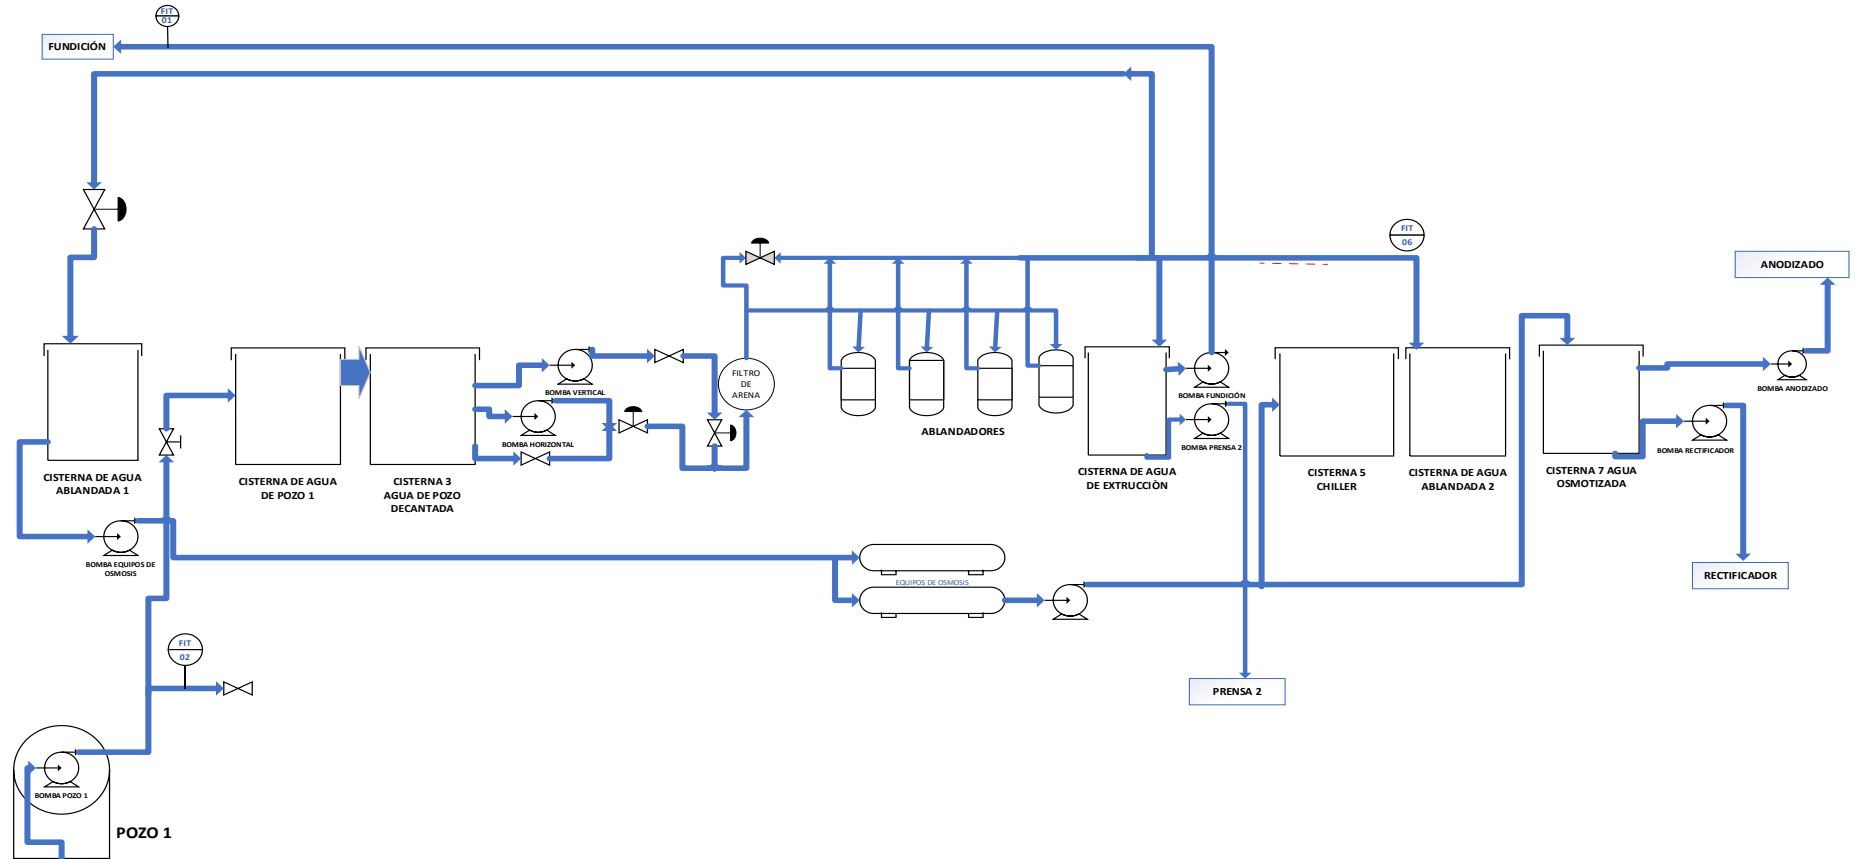 FIT
01
FUNDICIÓN
FIT
06
ANODIZADO
FILTRO
DE
ARENA
BOMBA VERTICAL
BOMBA HORIZONTAL
ABLANDADORES
BOMBA FUNDICIÓN
BOMBA PRENSA 2
BOMBA ANODIZADO
BOMBA RECTIFICADOR
CISTERNA DE AGUA
ABLANDADA 1
CISTERNA DE AGUA
DE POZO 1
CISTERNA 3
AGUA DE POZO
DECANTADA
CISTERNA DE AGUA
DE EXTRUCCIÒN
CISTERNA 5
CHILLER
CISTERNA DE AGUA
ABLANDADA 2
CISTERNA 7 AGUA
OSMOTIZADA
BOMBA EQUIPOS DE
OSMOSIS
EQUIPOS DE OSMOSIS
RECTIFICADOR
FIT
02
PRENSA 2
BOMBA POZO 1
POZO 1